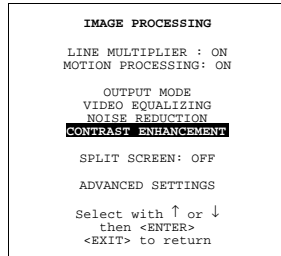 IMAGE PROCESSING
LINE MULTIPLIER : ON
MOTION PROCESSING: ON
OUTPUT MODE
VIDEO EQUALIZING
NOISE REDUCTION
CONTRAST ENHANCEMENT
SPLIT SCREEN: OFF
ADVANCED SETTINGS
Select with ↑ or ↓
then <ENTER>
<EXIT> to return